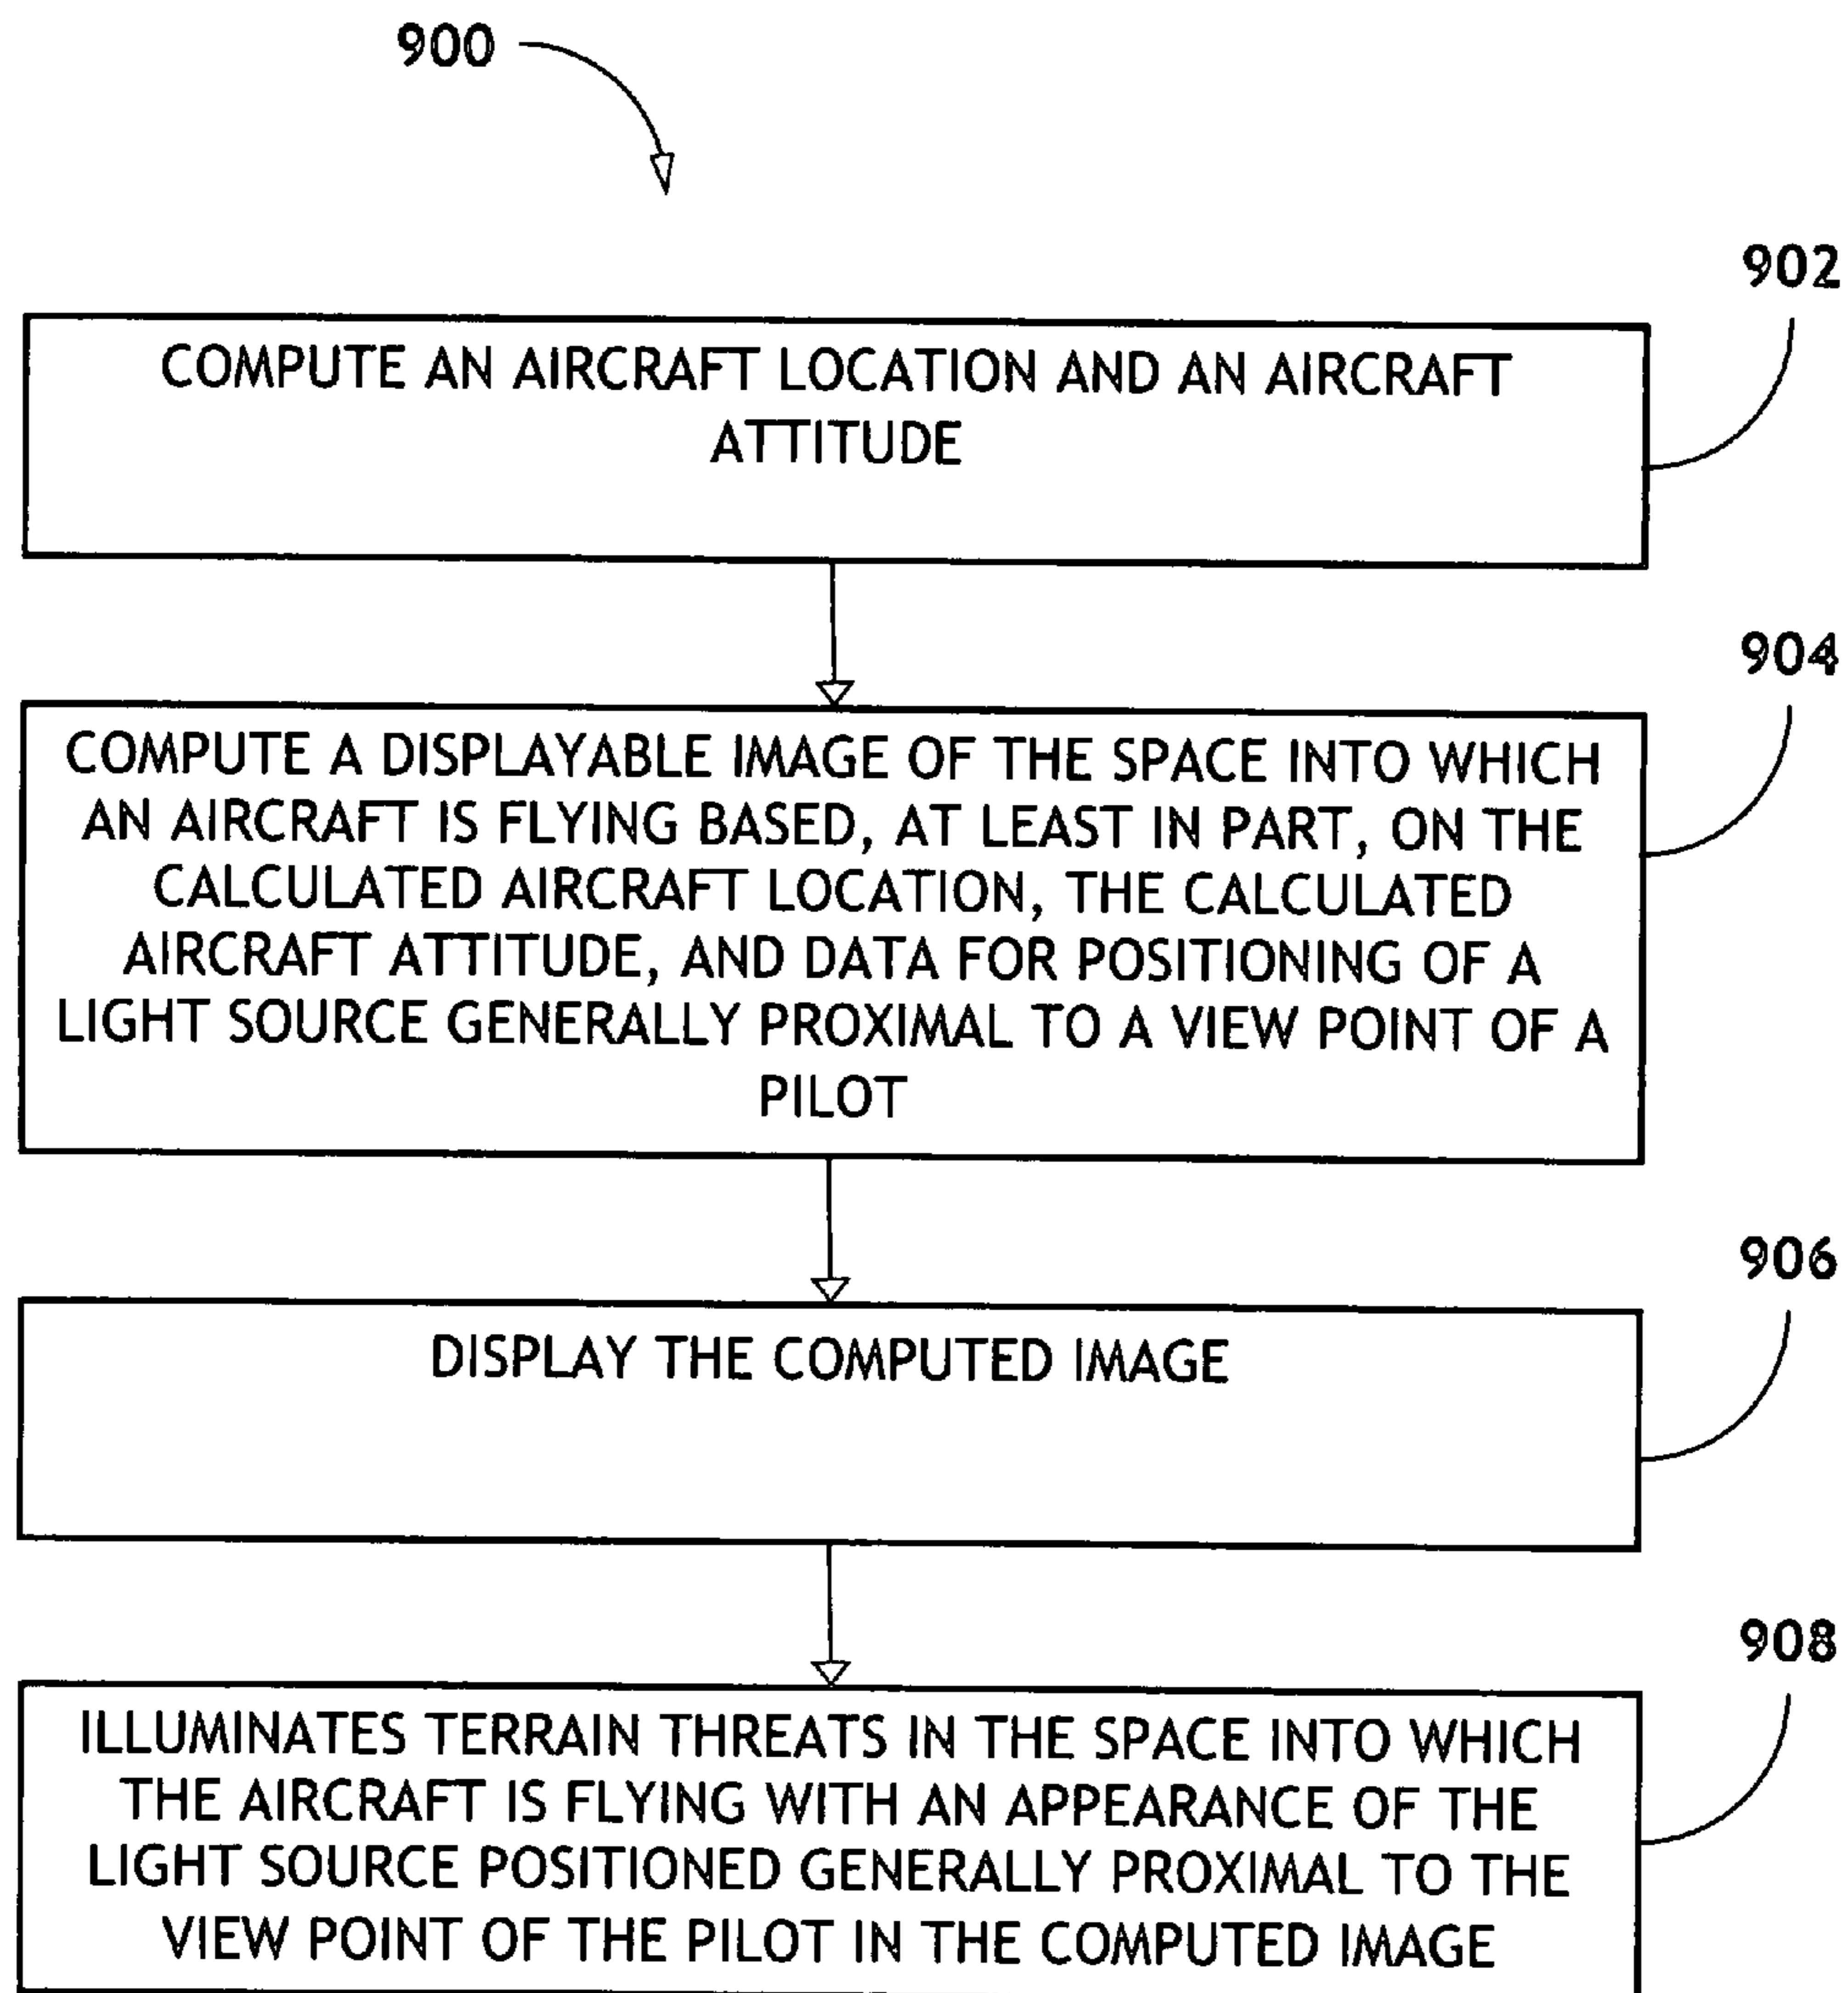 900
902
COMPUTE AN AIRCRAFT LOCATION AND AN AIRCRAFT
ATTITUDE
904
COMPUTE A DISPLAYABLE IMAGE OF THE SPACE INTO WHICH
AN AIRCRAFT IS FLYING BASED, AT LEAST IN PART, ON THE
CALCULATED AIRCRAFT LOCATION, THE CALCULATED
AIRCRAFT ATTITUDE, AND DATA FOR POSITIONING OF A
LIGHT SOURCE GENERALLY PROXIMAL TO A VIEW POINT OF A
PILOT
906
DISPLAY THE COMPUTED IMAGE
908
ILLUMINATES TERRAIN THREATS IN THE SPACE INTO WHICH
THE AIRCRAFT IS FLYING WITH AN APPEARANCE OF THE
LIGHT SOURCE POSITIONED GENERALLY PROXIMAL TO THE
VIEW POINT OF THE PILOT IN THE COMPUTED IMAGE